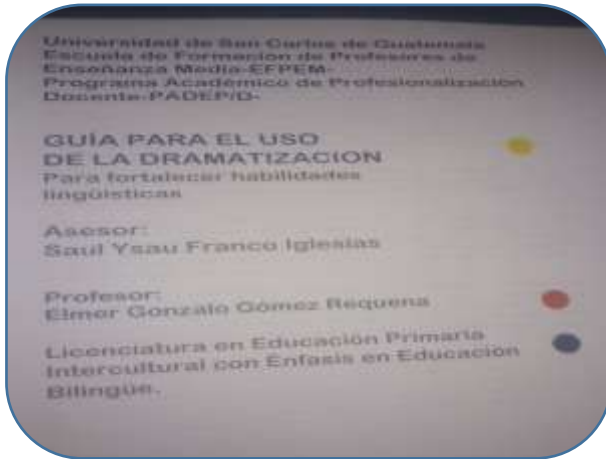 Universidad de San Carlos de Guatemala
Escuela de Formación de Profesores de
Enseñanza Media-EFPEM-
Programa Académico de Profesionalización
Docente-PADEP/D-
GUÍA PARA EL USO
DE LA DRAMATIZACION
Para fortalecer habilidades
lingüísticas
Asesor:
Saul Ysau Franco Iglesias
Profesor:
Elmer Gonzalo Gómez Requena
Licenciatura en Educación Primaria
Intercultural con Énfasis en Educación
Bilingüe.